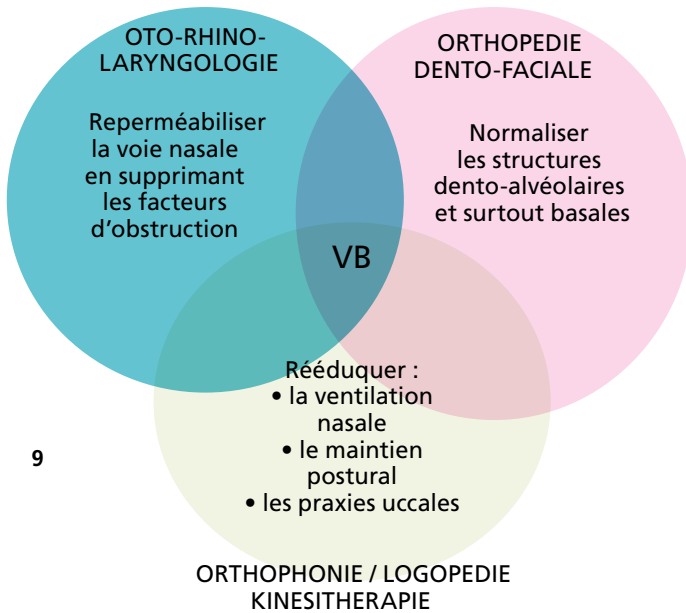 OTO-RHINO-
LARYNGOLOGIE
Reperméabiliser
la voie nasale
en supprimant
les facteurs
d'obstruction
ORTHOPEDIE
DENTO-FACIALE
Normaliser
les structures
dento-alvéolaires
et surtout basales
VB
Rééduquer :
• la ventilation
nasale
• le maintien
postural
• les praxies uccales
9
ORTHOPHONIE / LOGOPEDIE
KINESITHERAPIE